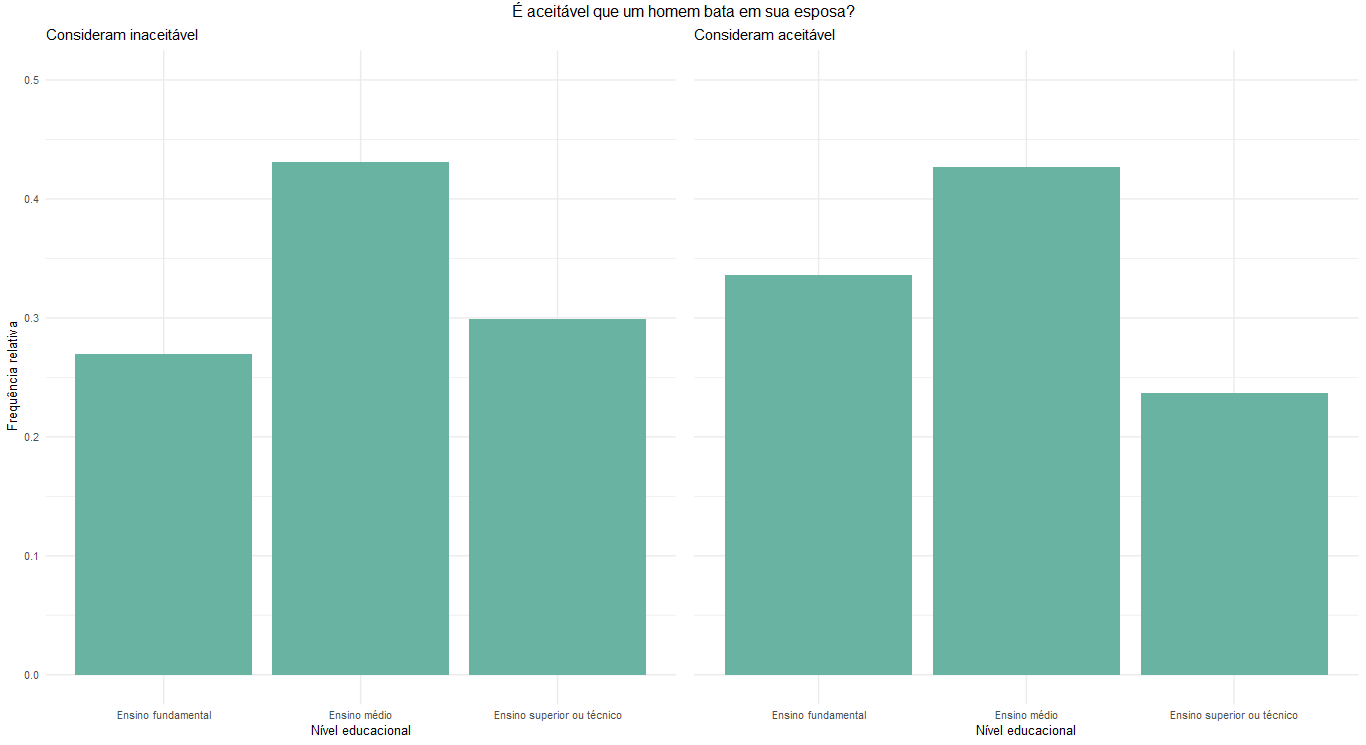 É aceitável que um homem bata em sua esposa?
Consideram inaceitável
Consideram aceitável
0.5
0.4
0.3
0.2
0.1
0.0
Frequência relativa
Ensino fundamental
Ensino médio
Ensino superior ou técnico
Nível educacional
Ensino fundamental
Ensino médio
Ensino superior ou técnico
Nível educacional